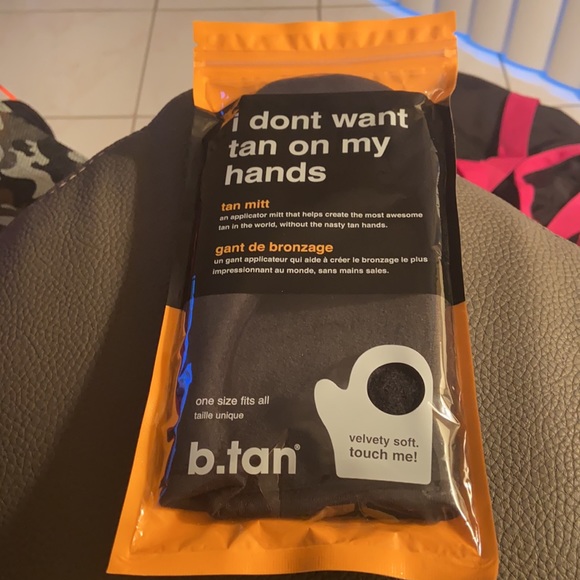 i dont want
tan on my
hands
tan mitt
an applicator mitt that helps create the most awesome
tan in the world, without the nasty tan hands.
gant de bronzage
un gant applicateur qui aide à créer le bronzage le plus
impressionnant au monde, sans mains sales.
one size fits all
taille unique
b.tan®
velvety soft.
touch me!